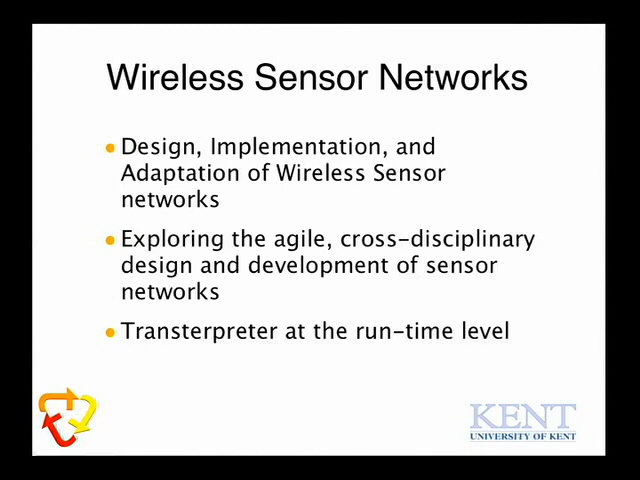 Wireless Sensor Networks
Design, Implementation, and
Adaptation of Wireless Sensor
networks
Exploring the agile, cross-disciplinary
design and development of sensor
networks
Transterpreter at the run-time level
KENT
UNIVERSITY OF KENT